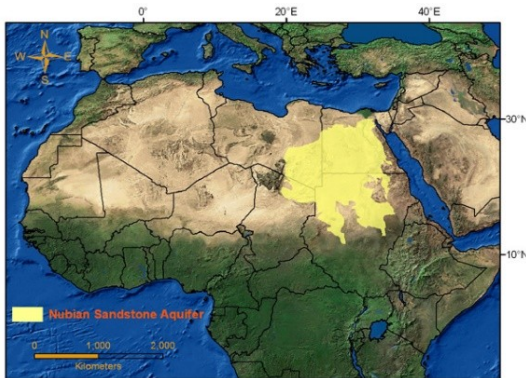 0°
20°E
40°E
N
W
E
S
30°N
10°N
Nubian Sandstone Aquifer
0
1,000
2,000
Kilometers